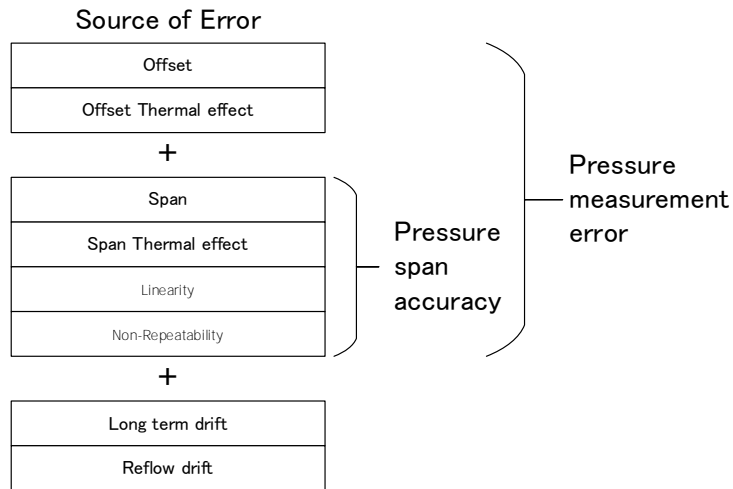 Source of Error
Offset
Offset Thermal effect
+
Span
Span Thermal effect
Linearity
Non-Repeatability
+
Long term drift
Reflow drift
Pressure
span
accuracy
Pressure
measurement
error